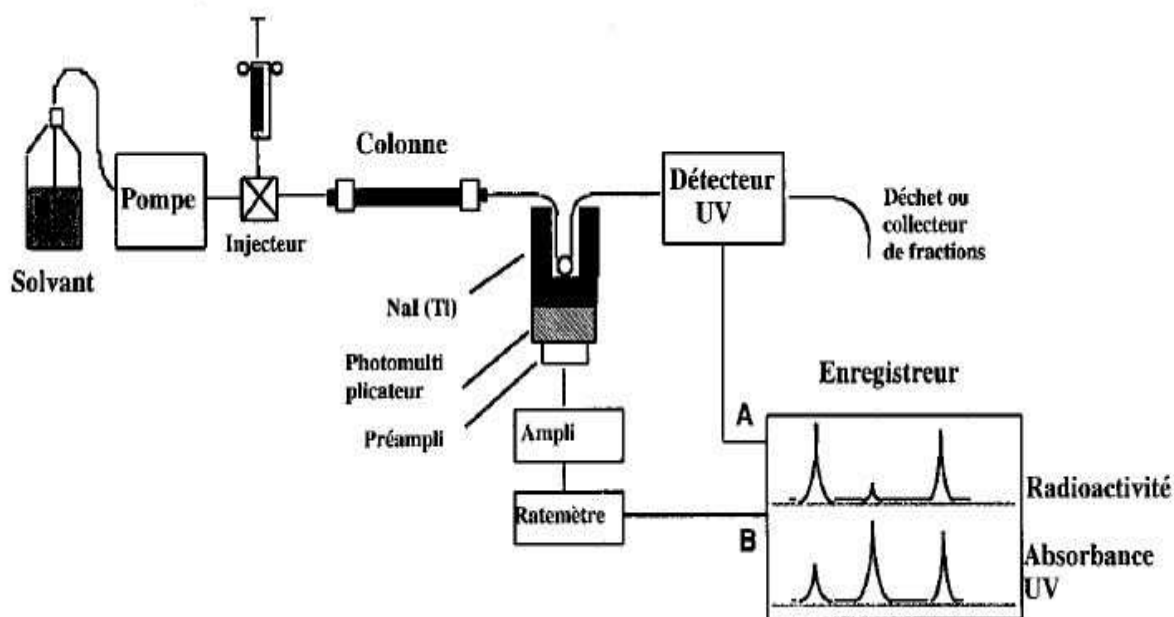 Colonne
Pompe
Détecteur
UV
Injecteur
Déchet ou
collecteur
de fractions
Solvant
NaI (Tl)
Photomulti
plicateur
Préampli
Ampli
Ratemètre
Enregistreur
A
Radioactivité
B
Absorbance
UV